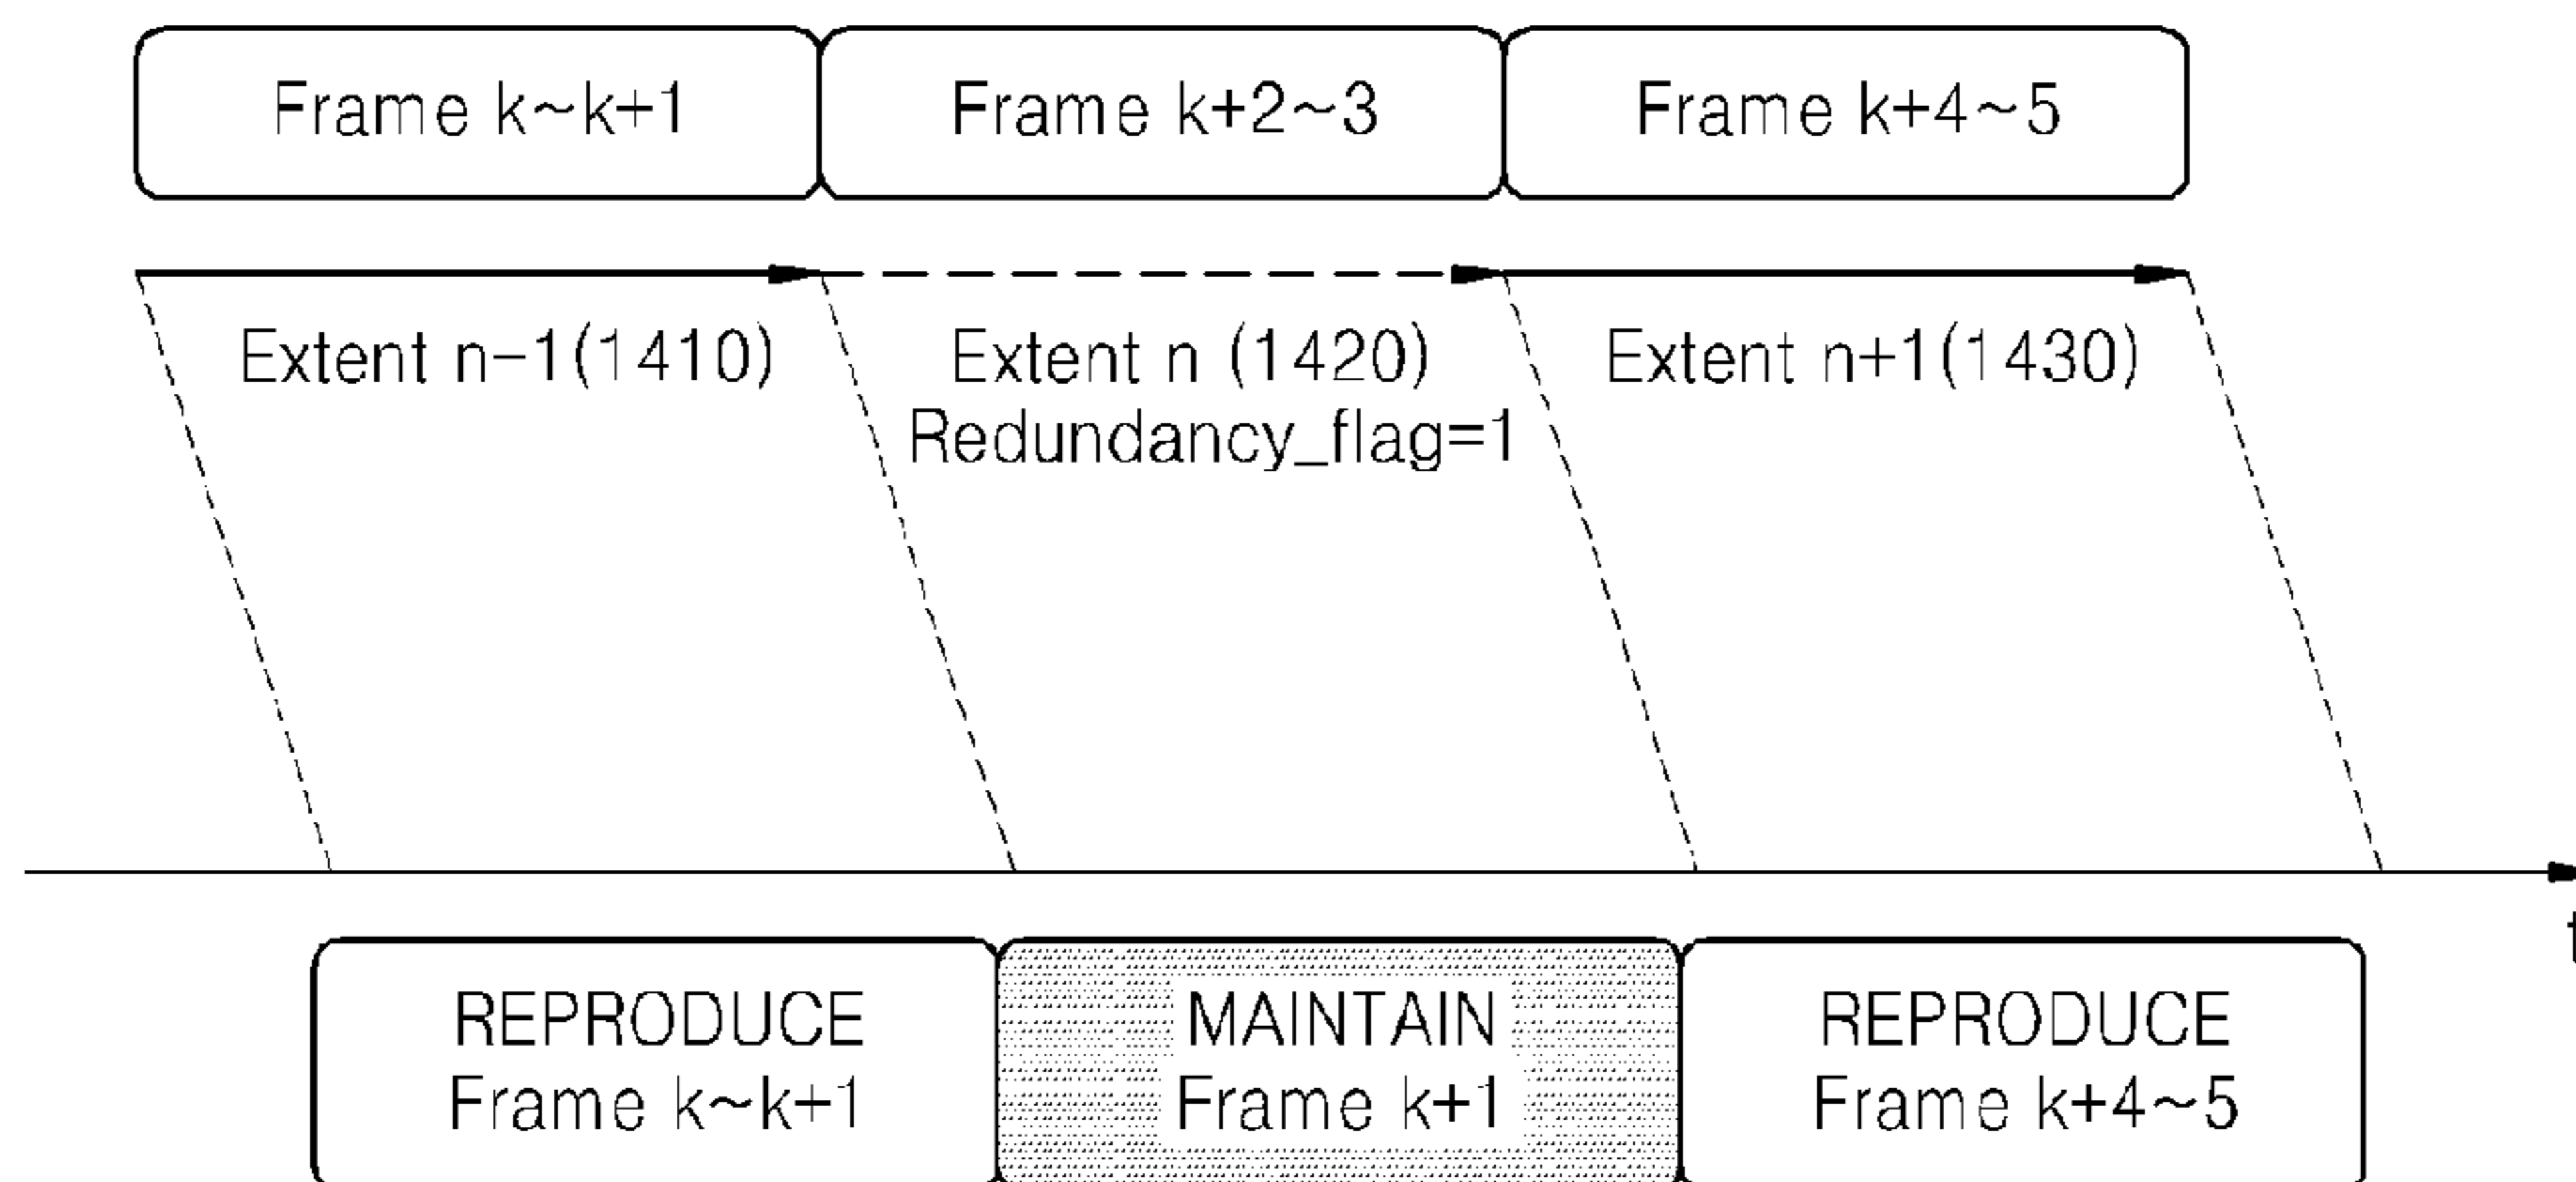 Frame k~k+1
Frame k+2~3
Frame k+4~5
Extent n-1(1410)
Extent n (1420)
Redundancy_flag=1
Extent n+1(1430)
t
REPRODUCE
Frame k~k+1
MAINTAIN
Frame k+1
REPRODUCE
Frame k+4~5